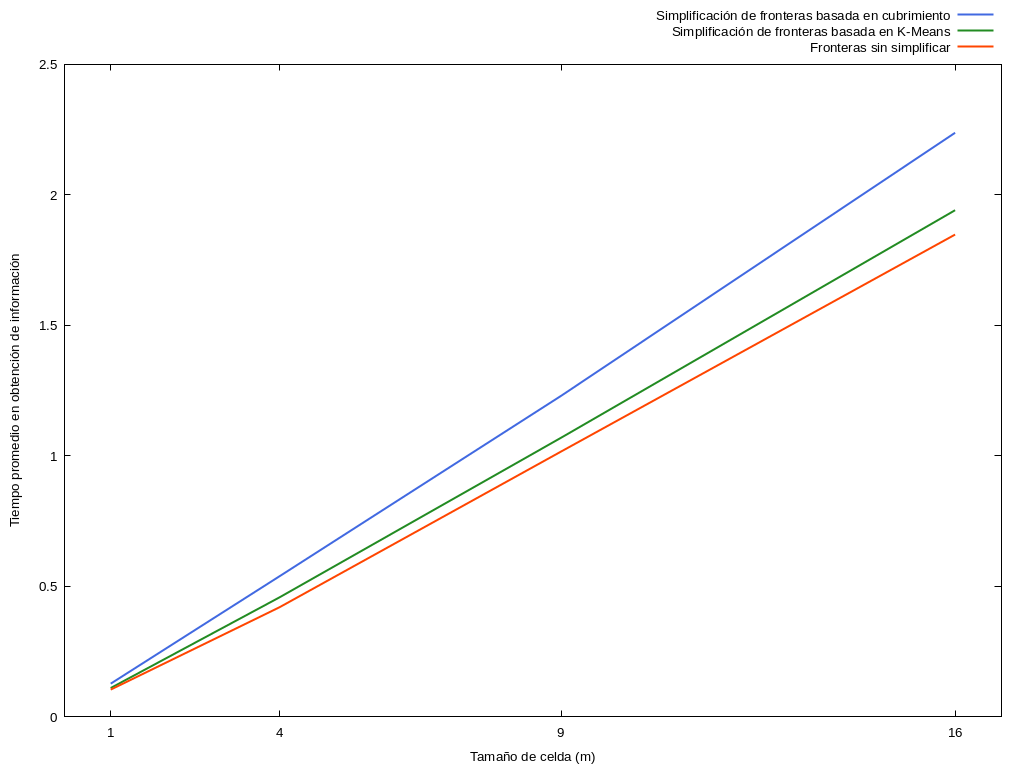 Simplificación de fronteras basada en cubrimiento
Simplificación de fronteras basada en K-Means
Fronteras sin simplificar
2.5
2
1.5
1
0.5
0
Tiempo promedio en obtención de información
1 4 9 16
Tamaño de celda (m)